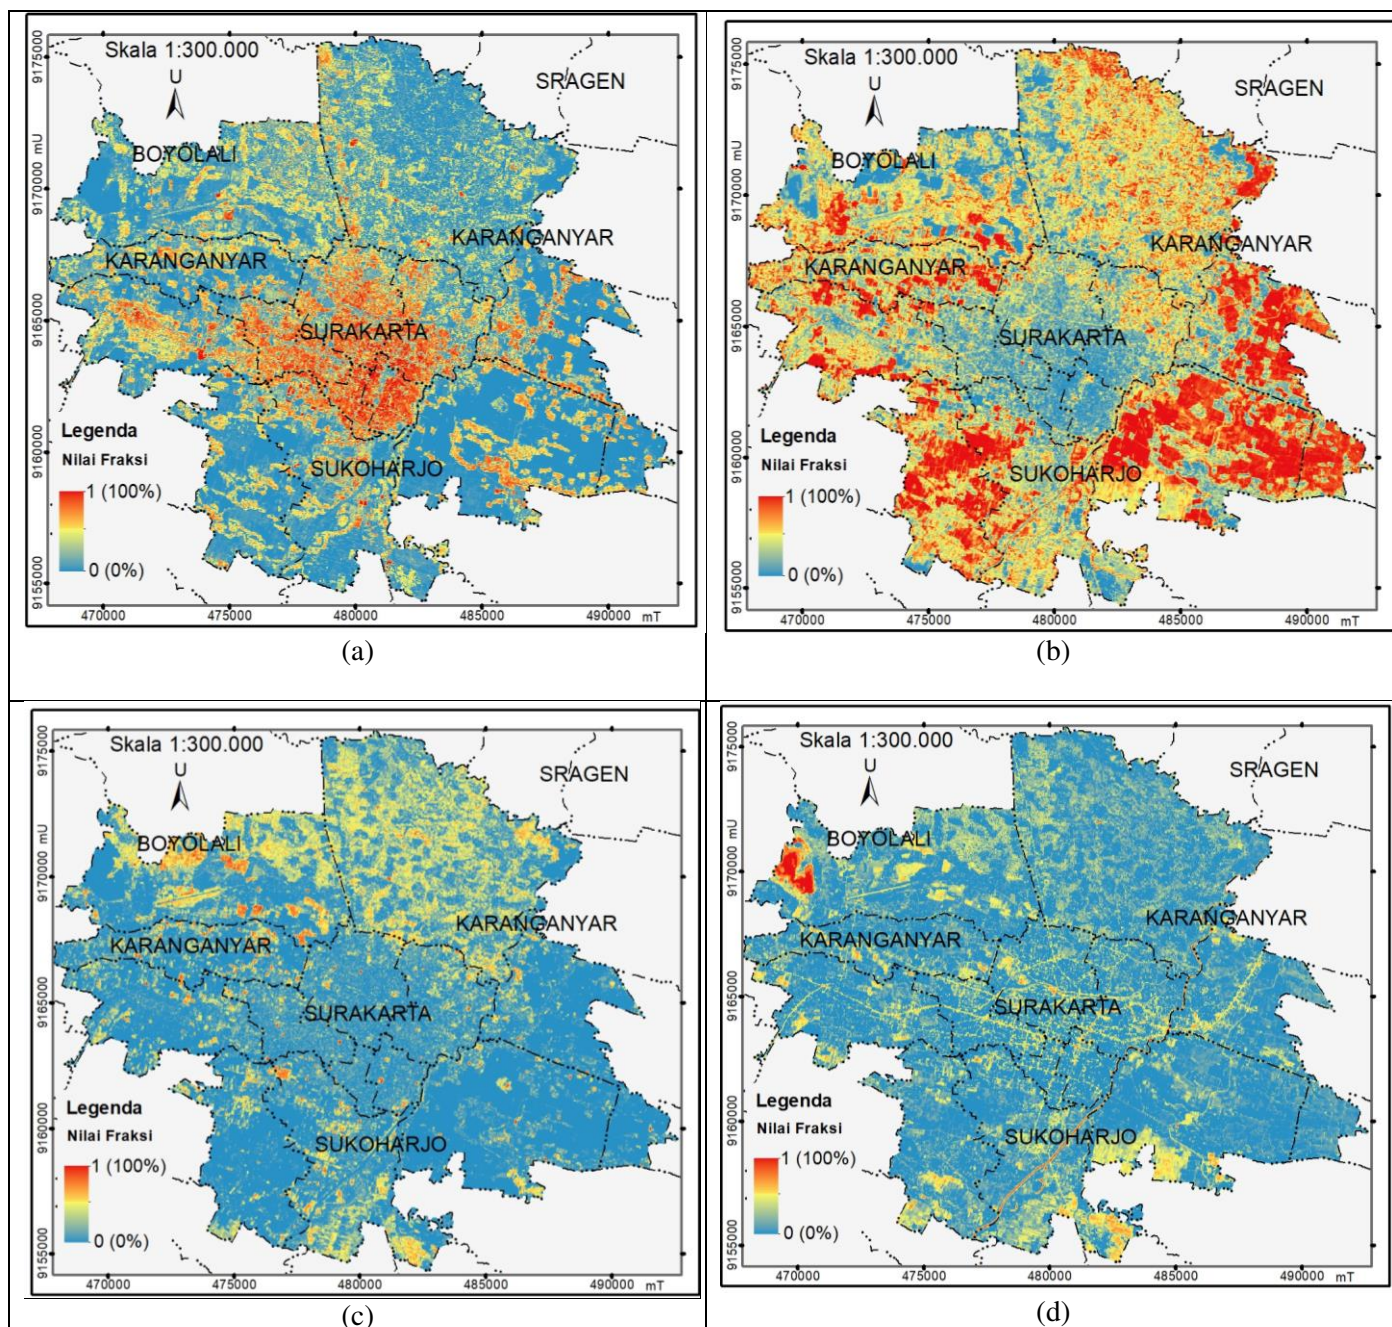 Skala 1:300.000
U
SRAGEN
BOYOLALI
KARANGANYAR
KARANGANYAR
SURAKARTA
SUKOHARJO
Legenda
Nilai Fraksi
1 (100%)
0 (0%)
9175000
9170000 mU
9165000
9160000
9155000
470000 475000 480000 485000 490000 mT
(a)
Skala 1:300.000
U
SRAGEN
BOYOLALI
KARANGANYAR
KARANGANYAR
SURAKARTA
SUKOHARJO
Legenda
Nilai Fraksi
1 (100%)
0 (0%)
9175000
9170000 mU
9165000
9160000
9155000
470000 475000 480000 485000 490000 mT
(b)
Skala 1:300.000
U
SRAGEN
BOYOLALI
KARANGANYAR
KARANGANYAR
SURAKARTA
SUKOHARJO
Legenda
Nilai Fraksi
1 (100%)
0 (0%)
9175000
9170000 mU
9165000
9160000
9155000
470000 475000 480000 485000 490000 mT
(c)
Skala 1:300.000
U
SRAGEN
BOYOLALI
KARANGANYAR
KARANGANYAR
SURAKARTA
SUKOHARJO
Legenda
Nilai Fraksi
1 (100%)
0 (0%)
9175000
9170000 mU
9165000
9160000
9155000
470000 475000 480000 485000 490000 mT
(d)